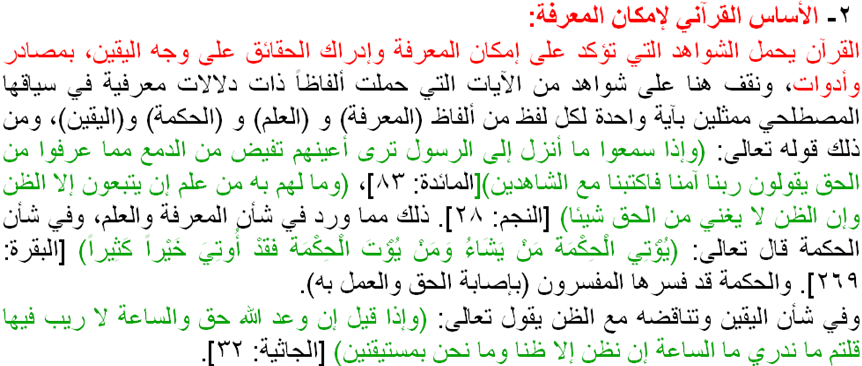 ٢- الأساس القرآني لإمكان المعرفة:
القرآن يحمل الشواهد التي تؤكد على إمكان المعرفة وإدراك الحقائق على وجه اليقين، بمصادر
وأدوات، ونقف هنا على شواهد من الآيات التي حملت ألفاظاً ذات دلالات معرفية في سياقها
المصطلحي ممثلين بآية واحدة لكل لفظ من ألفاظ (المعرفة) و (العلم) و (الحكمة) و(اليقين)، ومن
ذلك قوله تعالى: (وإذا سمعوا ما أنزل إلى الرسول ترى أعينهم تفيض من الدمع مما عرفوا من
الحق يقولون ربنا آمنا فاكتبنا مع الشاهدين)[المائدة: ٨٣]، (وما لهم به من علم إن يتبعون إلا الظن
وإن الظن لا يغني من الحق شيئا) [النجم: ٢٨]. ذلك مما ورد في شأن المعرفة والعلم، وفي شأن
الحكمة قال تعالى: (يُؤْتِي الْحِكْمَةَ مَنْ يَشَاءُ وَمَنْ يُؤْتَ الْحِكْمَةَ فَقَدْ أُوتِيَ خَيْراً كَثِيراً) [البقرة:
٢٦٩]. والحكمة قد فسرها المفسرون (بإصابة الحق والعمل به).
وفي شأن اليقين وتناقضه مع الظن يقول تعالى: (وإذا قيل إن وعد الله حق والساعة لا ريب فيها
قلتم ما ندري ما الساعة إن نظن إلا ظنا وما نحن بمستيقنين) [الجاثية: ٣٢].